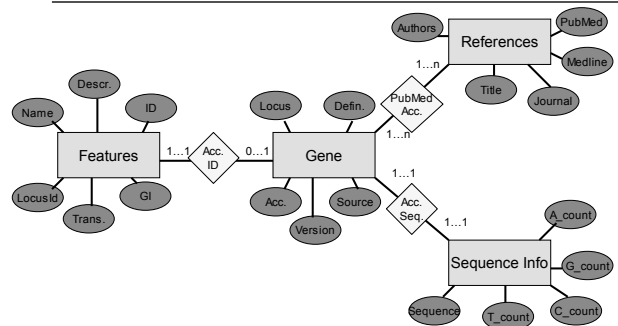 Authors
PubMed
References
Medline
1...n
Title
Journal
PubMed
Acc.
1...n
Descr.
Name
ID
Locus
Defin.
Features
1...1
Acc.
ID
0...1
Gene
LocusId
Trans.
GI
Acc.
Version
Source
1...1
Acc.
Seq.
1...1
A_count
Sequence Info
G_count
Sequence
T_count
C_count